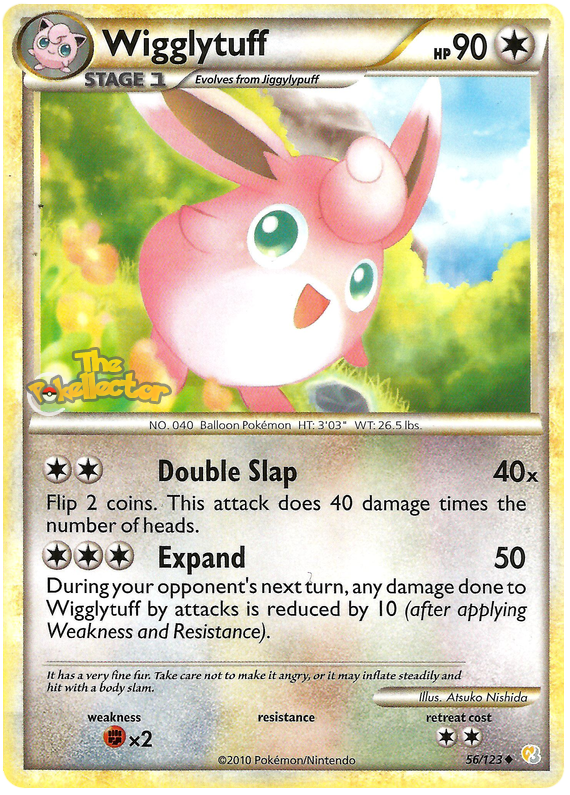 Wigglytuff
HP 90
STAGE 1
Evolves from Jigglypuff
The
Pokellector
NO. 040 Balloon Pokémon HT: 3'03" WT: 26.5 lbs.
Double Slap 40x
Flip 2 coins. This attack does 40 damage times the
number of heads.
Expand 50
During your opponent's next turn, any damage done to
Wigglytuff by attacks is reduced by 10 (after applying
Weakness and Resistance).
It has a very fine fur. Take care not to make it angry, or it may inflate steadily and
hit with a body slam.
Illus. Atsuko Nishida
weakness resistance retreat cost
×2
©2010 Pokémon/Nintendo
56/123